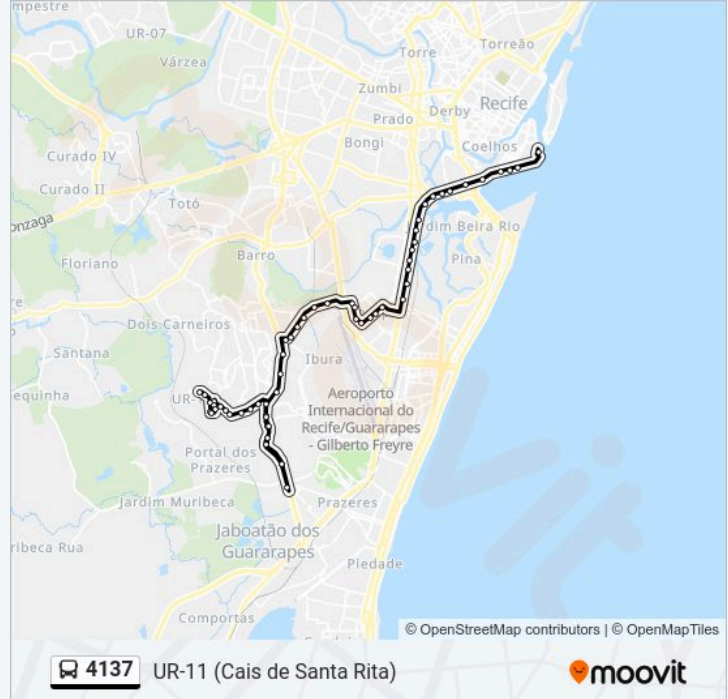 mpestre
UR-07
Várzea
Torre
Torreão
Zumbi
Recife
Prado
Derby
Bongi
Coelhos
Curado IV
Curado II
Totó
onzaga
dim Beira Rio
Barro
Pina
Floriano
re
Dois Carneiros
Santana
Ibura
equinha
UR-
Aeroporto
Internacional do
Recife/Guararapes
- Gilberto Freyre
Portal dos
Prazeres
Jardim Muribeca
Prazeres
ribeca Rua
Jaboatão dos
Guararapes
Piedade
Comportas
© OpenStreetMap contributors | © OpenMapTiles
4137 UR-11 (Cais de Santa Rita)
moovit